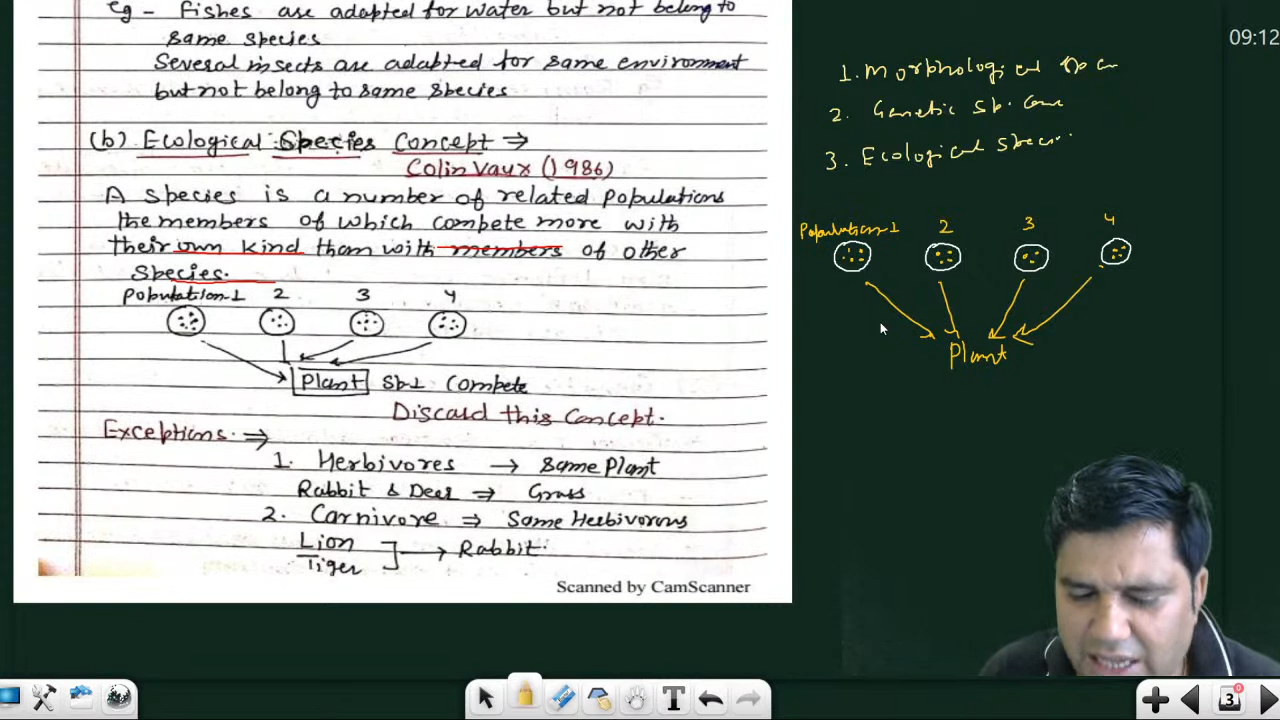 eg - Fishes are adapted for water but not belong to
same species
Several insects are adapted for same environment
but not belong to same species
(b) Ecological Species Concept ⇒
Colin Vaux (1986)
A species is a number of related populations
the members of which compete more with
their own kind than with members of other
species.
Population 1 2 3 4
Plant Sp 1 Compete
Discard this Concept.
Exceptions ⇒
1. Herbivores → same Plant
Rabbit & Deer ⇒ Grass
2. Carnivore ⇒ Same Herbivorous
Lion
Tiger
→ Rabbit.
Scanned by CamScanner
09:12
1. Morphological
2. Genetic Sp.
3. Ecological
Population 1 2 3 4
Plant
T
3
0